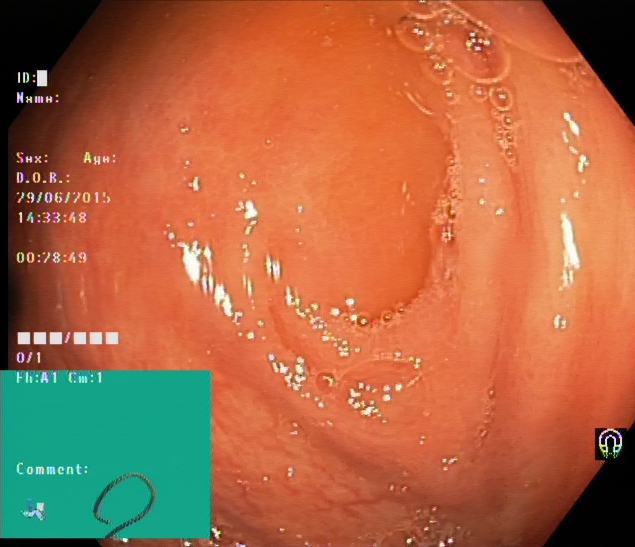 ID:
Name:
Sex: Age:
D.O.B.:
29/06/2015
14:33:48
00:28:49
■■■/■■■
0/1
Eh:A1 Cm:1
Comment: